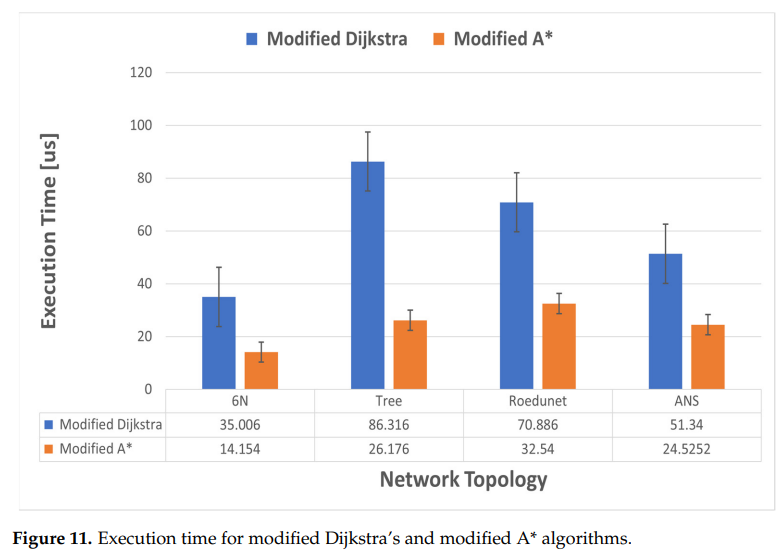 Modified Dijkstra Modified A*
Execution Time [us]
120
100
80
60
40
20
0
6N Tree Roedunet ANS
Modified Dijkstra 35.006 86.316 70.886 51.34
Modified A* 14.154 26.176 32.54 24.5252
Network Topology
Figure 11. Execution time for modified Dijkstra's and modified A* algorithms.